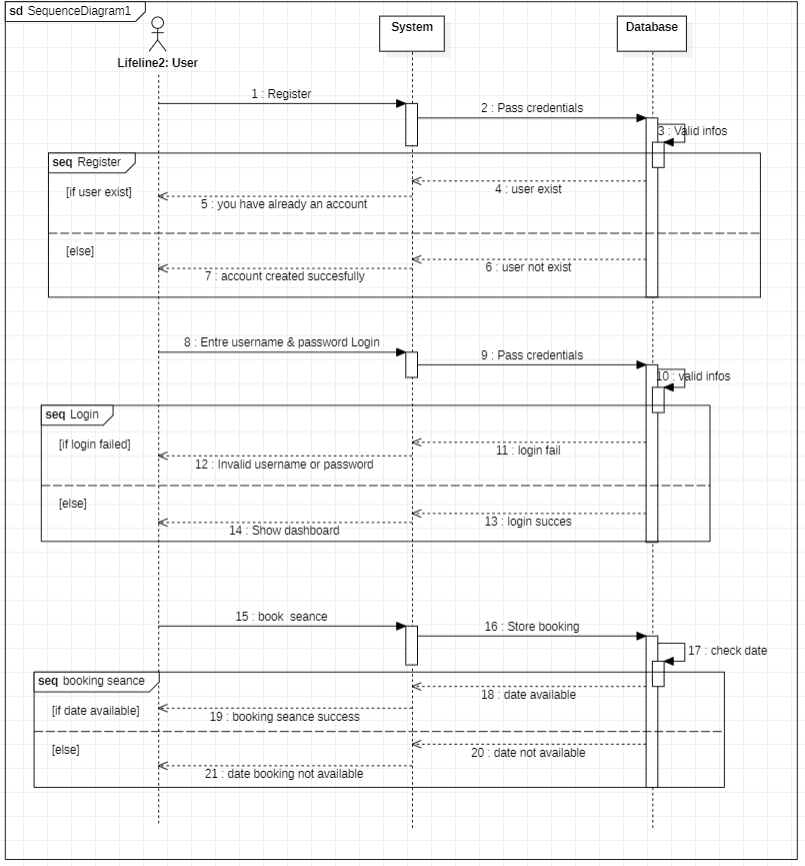 sd SequenceDiagram1
System
Database
Lifeline2: User
1 : Register
2 : Pass credentials
3 : Valid infos
seq Register
[if user exist]
4 : user exist
5 : you have already an account
[else]
6 : user not exist
7 : account created succesfully
8 : Entre username & password Login
9 : Pass credentials
10 : valid infos
seq Login
[if login failed]
11 : login fail
12 : Invalid username or password
[else]
13 : login succes
14 : Show dashboard
15 : book  seance
16 : Store booking
17 : check date
seq booking seance
18 : date available
[if date available]
19 : booking seance success
[else]
20 : date not available
21 : date booking not available